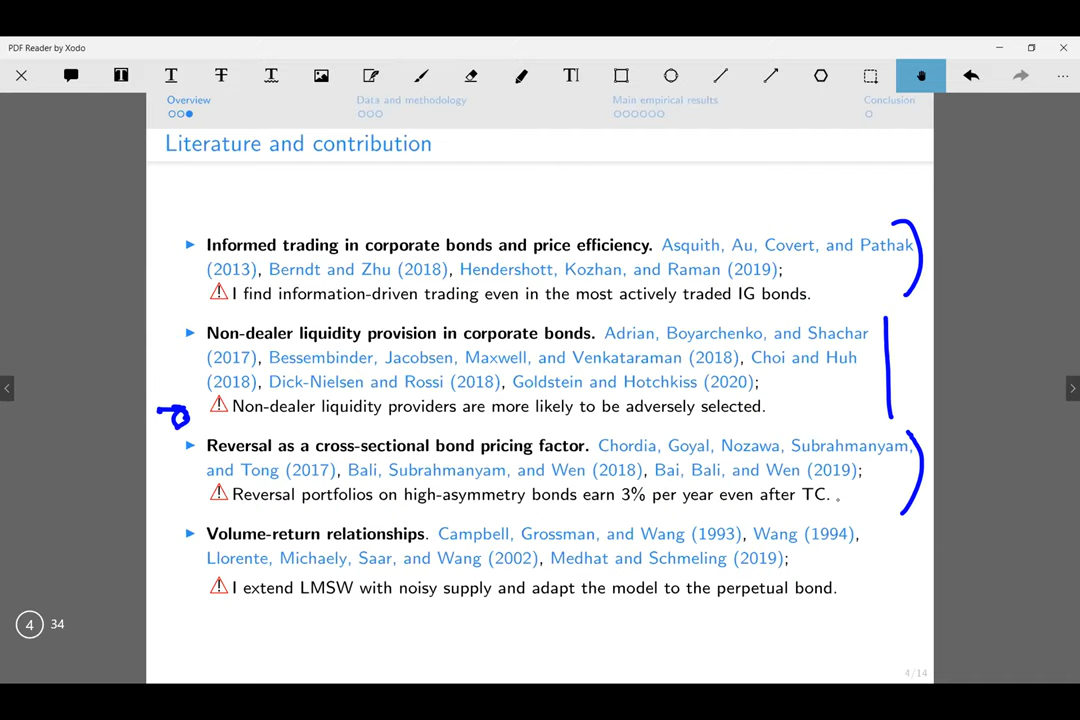 PDF Reader by Xodo
Overview Data and methodology Main empirical results Conclusion
Literature and contribution
Informed trading in corporate bonds and price efficiency. Asquith, Au, Covert, and Pathak
(2013), Berndt and Zhu (2018), Hendershott, Kozhan, and Raman (2019);
I find information-driven trading even in the most actively traded IG bonds.
Non-dealer liquidity provision in corporate bonds. Adrian, Boyarchenko, and Shachar
(2017), Bessembinder, Jacobsen, Maxwell, and Venkataraman (2018), Choi and Huh
(2018), Dick-Nielsen and Rossi (2018), Goldstein and Hotchkiss (2020);
Non-dealer liquidity providers are more likely to be adversely selected.
Reversal as a cross-sectional bond pricing factor. Chordia, Goyal, Nozawa, Subrahmanyam,
and Tong (2017), Bali, Subrahmanyam, and Wen (2018), Bai, Bali, and Wen (2019);
Reversal portfolios on high-asymmetry bonds earn 3% per year even after TC. .
Volume-return relationships. Campbell, Grossman, and Wang (1993), Wang (1994),
Llorente, Michaely, Saar, and Wang (2002), Medhat and Schmeling (2019);
I extend LMSW with noisy supply and adapt the model to the perpetual bond.
4 34
4/14